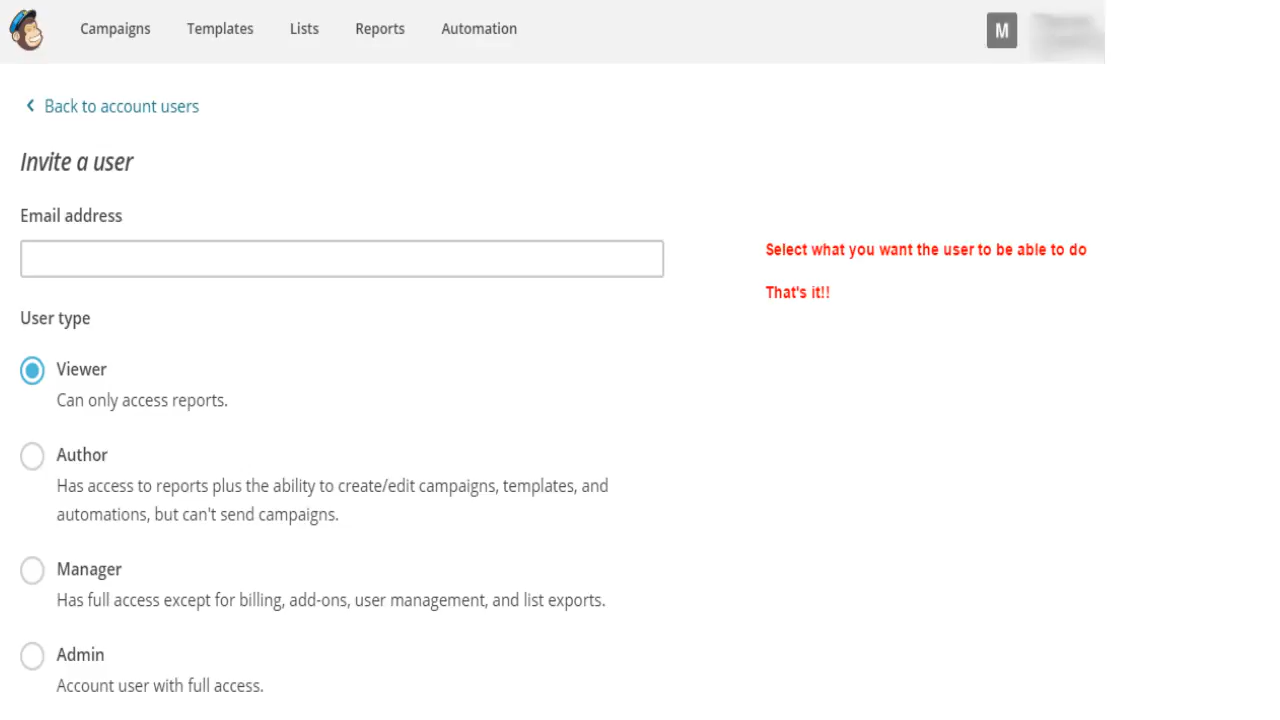 Campaigns Templates Lists Reports Automation M
Back to account users
Invite a user
Email address
Select what you want the user to be able to do
That's it!!
User type
Viewer
Can only access reports.
Author
Has access to reports plus the ability to create/edit campaigns, templates, and
automations, but can't send campaigns.
Manager
Has full access except for billing, add-ons, user management, and list exports.
Admin
Account user with full access.